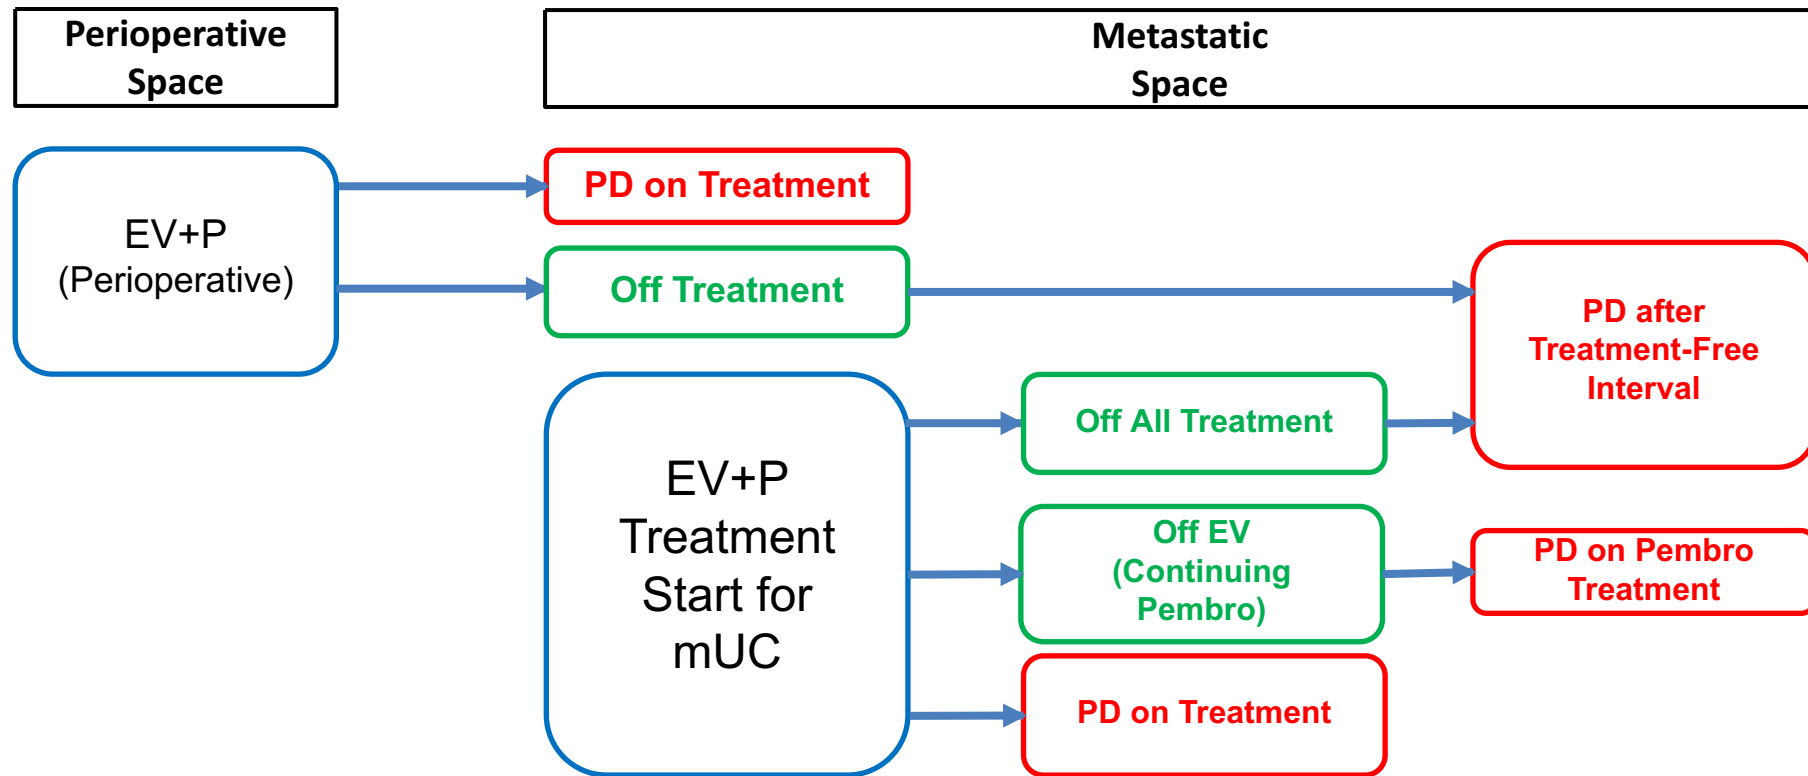 Perioperative
Space
Metastatic
Space
EV+P
(Perioperative)
PD on Treatment
Off Treatment
PD after
Treatment-Free
Interval
EV+P
Treatment
Start for
mUC
Off All Treatment
Off EV
(Continuing
Pembro)
PD on Pembro
Treatment
PD on Treatment